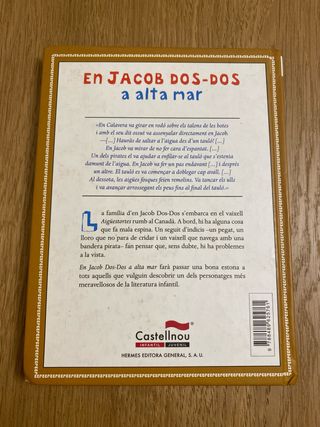 EN JACOB DOS-DOS
a alta mar
«En Calavera va girar en rodó sobre els talons de les botes
i amb el seu dit ossut va assenyalar directament en Jacob
—[...] Hauràs de saltar a l'aigua des d'un tauló! [...]
En Jacob va mirar de no fer cara d'espantat. [...]
Un dels pirates el va ajudar a enfilar-se al tauló que s'estenia
damunt de l'aigua. En Jacob va fer un pas endavant [...] i després
un altre. El tauló es va començar a doblegar cap avall. [...]
Al dessota, les aigües fosques feien remolins. Va tancar els ulls
i va avançar arrossegant els peus fins al final del tauló.»
La família d'en Jacob Dos-Dos s'embarca en el vaixell
Aigüestortes rumb al Canadà. A bord, hi ha alguna cosa
que fa mala espina. Un seguit d'indicis –un pegat, un
lloro que no para de cridar i un vaixell que navega amb una
bandera pirata– fan pensar que, sens dubte, hi ha problemes
a la vista.
En Jacob Dos-Dos a alta mar farà passar una bona estona a
tots aquells que vulguin descobrir un dels personatges més
meravellosos de la literatura infantil.
Castellnou
INFANTIL JUVENIL
HERMES EDITORA GENERAL, S. A. U.